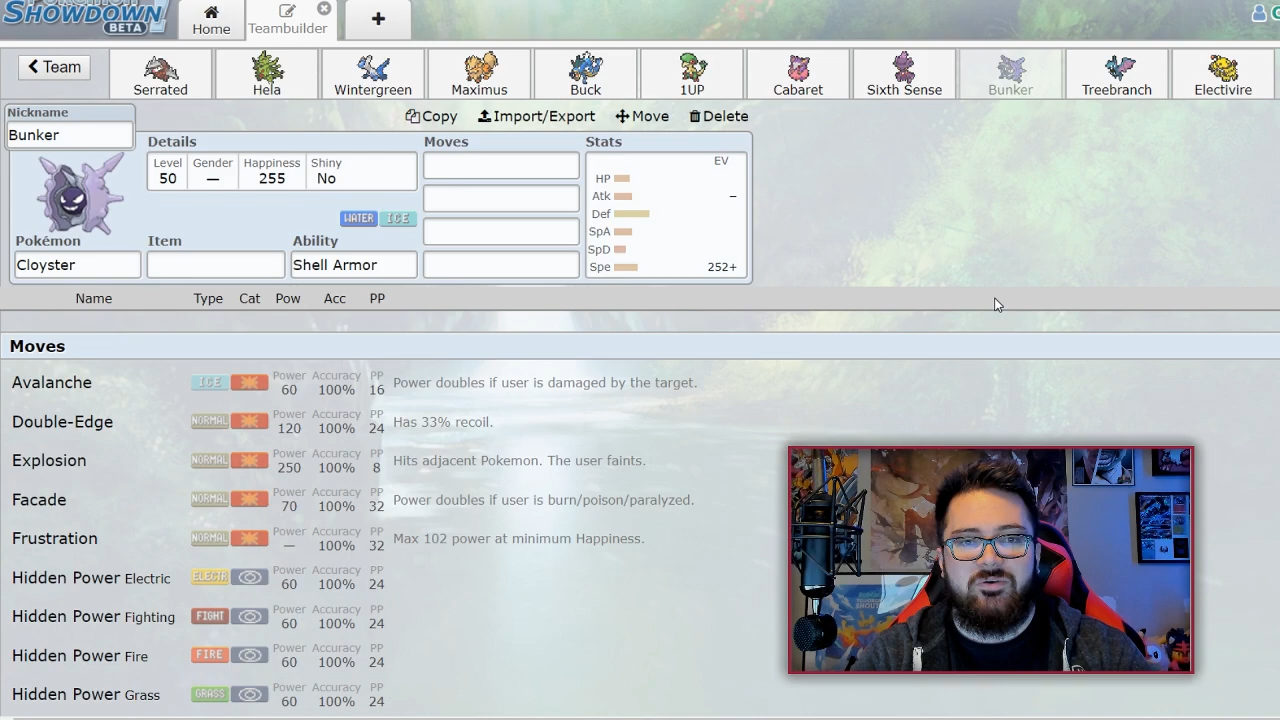 SHOWDOWN
BETA
Home
Teambuilder
+
Team
Serrated
Hela
Wintergreen
Maximus
Buck
1UP
Cabaret
Sixth Sense
Bunker
Treebranch
Electivire
Nickname
Bunker
Copy
Import/Export
Move
Delete
Details
Level
50
Gender
—
Happiness
255
Shiny
No
WATER
ICE
Pokémon
Cloyster
Item
Ability
Shell Armor
Moves
Stats
EV
HP
Atk –
Def
SpA
SpD
Spe 252+
Name Type Cat Pow Acc PP
Moves
Avalanche ICE Power 60 Accuracy 100% PP 16 Power doubles if user is damaged by the target.
Double-Edge NORMAL Power 120 Accuracy 100% PP 24 Has 33% recoil.
Explosion NORMAL Power 250 Accuracy 100% PP 8 Hits adjacent Pokemon. The user faints.
Facade NORMAL Power 70 Accuracy 100% PP 32 Power doubles if user is burn/poison/paralyzed.
Frustration NORMAL Power — Accuracy 100% PP 32 Max 102 power at minimum Happiness.
Hidden Power Electric ELECTR Power 60 Accuracy 100% PP 24
Hidden Power Fighting FIGHT Power 60 Accuracy 100% PP 24
Hidden Power Fire FIRE Power 60 Accuracy 100% PP 24
Hidden Power Grass GRASS Power 60 Accuracy 100% PP 24